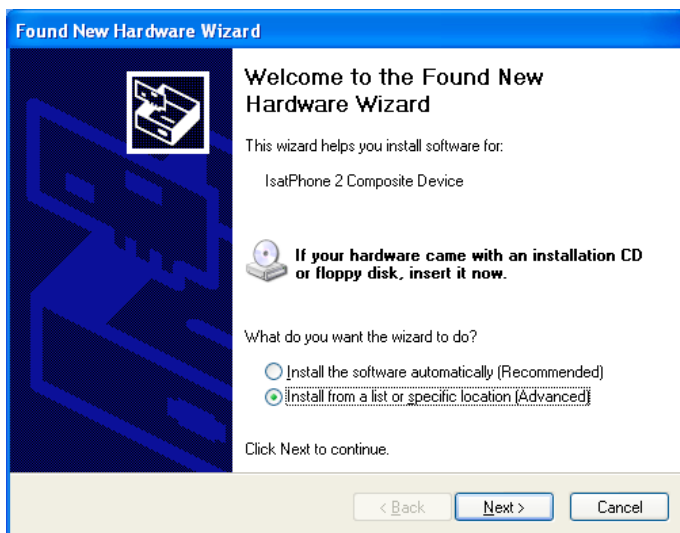 Found New Hardware Wizard
Welcome to the Found New
Hardware Wizard
This wizard helps you install software for:
IsatPhone 2 Composite Device
If your hardware came with an installation CD
or floppy disk, insert it now.
What do you want the wizard to do?
Install the software automatically (Recommended)
Install from a list or specific location (Advanced)
Click Next to continue.
< Back
Next >
Cancel